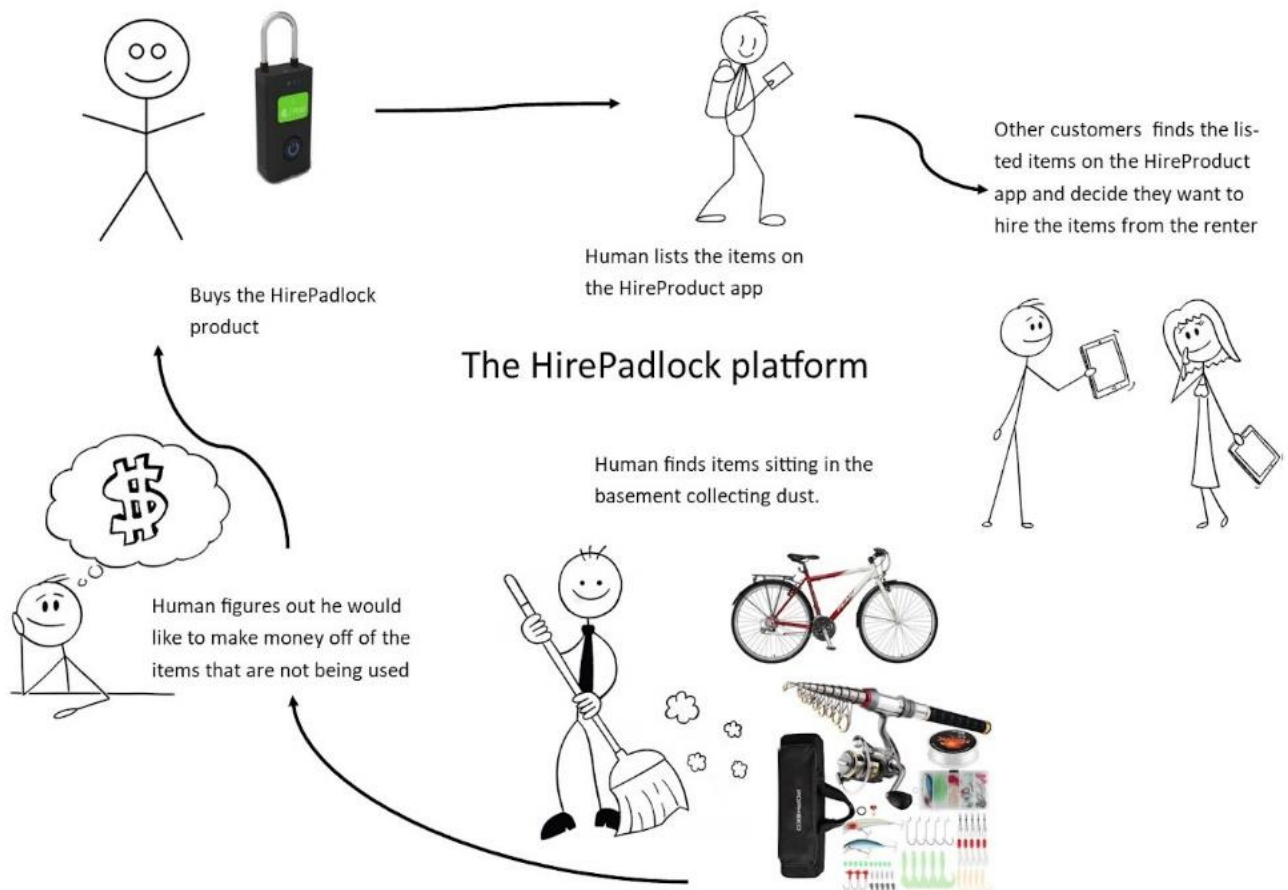 Other customers  finds the lis-
ted items on the HireProduct
app and decide they want to
hire the items from the renter
Human lists the items on
the HireProduct app
Buys the HirePadlock
product
The HirePadlock platform
Human finds items sitting in the
basement collecting dust.
Human figures out he would
like to make money off of the
items that are not being used